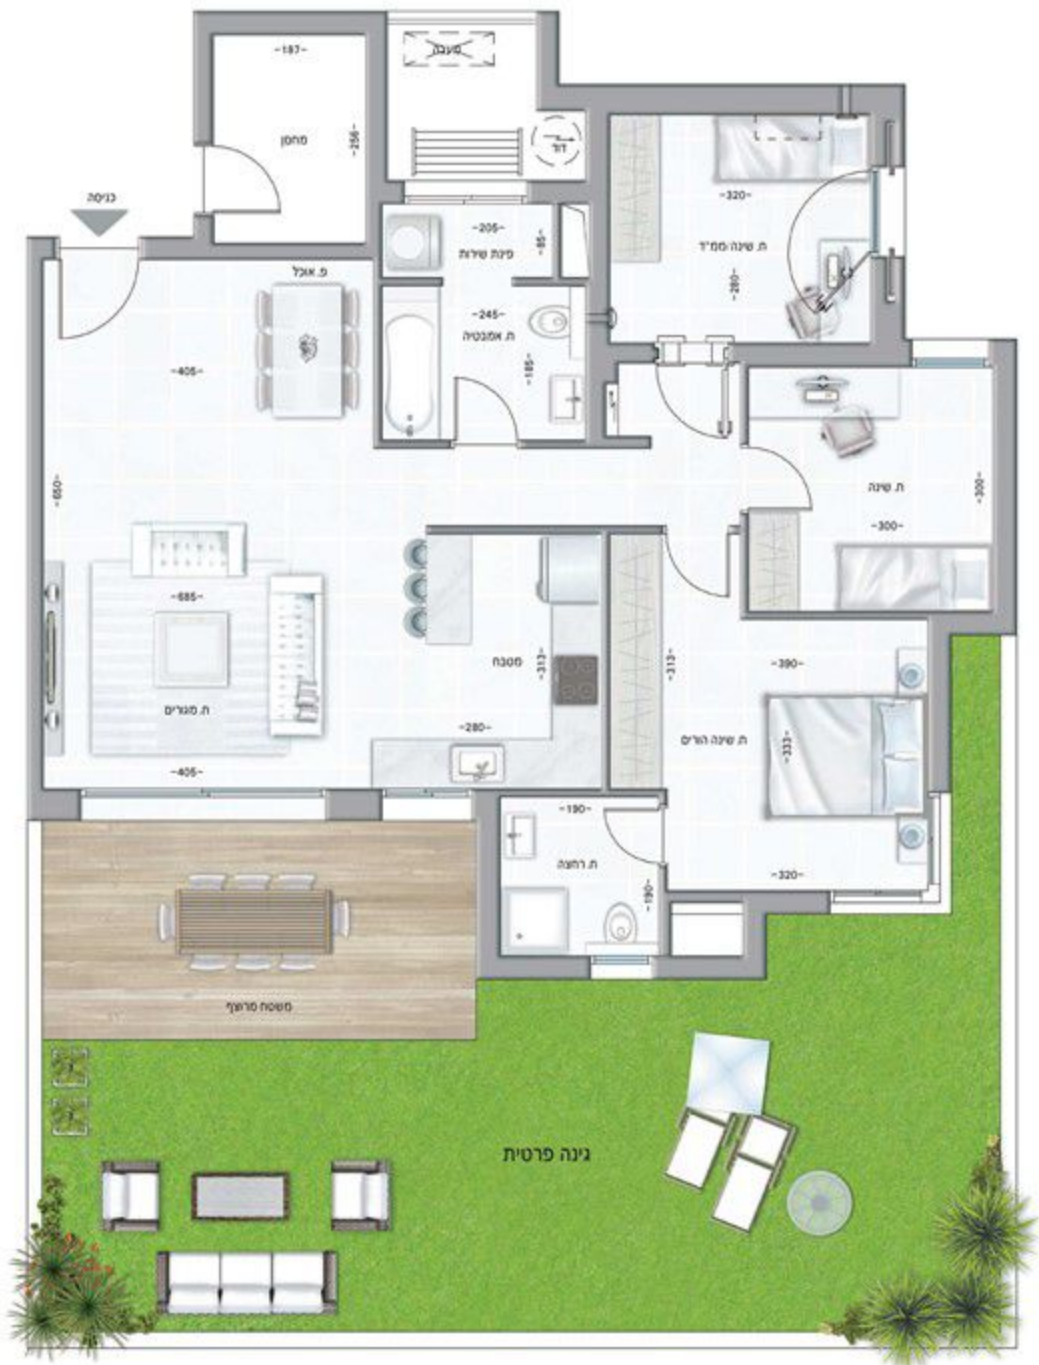 -187-
מעבה
מחסן
-256-
דוד
כניסה
-320-
-205-
פינת שירות
-85-
ח. שינה/ממ"ד
-280-
פ. אוכל
-245-
ח. אמבטיה
-185-
-405-
-650-
ח. שינה
-300-
-300-
-685-
מטבח
-313-
-313-
-390-
ח. מגורים
-280-
ח. שינה הורים
-333-
-405-
-190-
ח. רחצה
-190-
-320-
משטח מרוצף
גינה פרטית